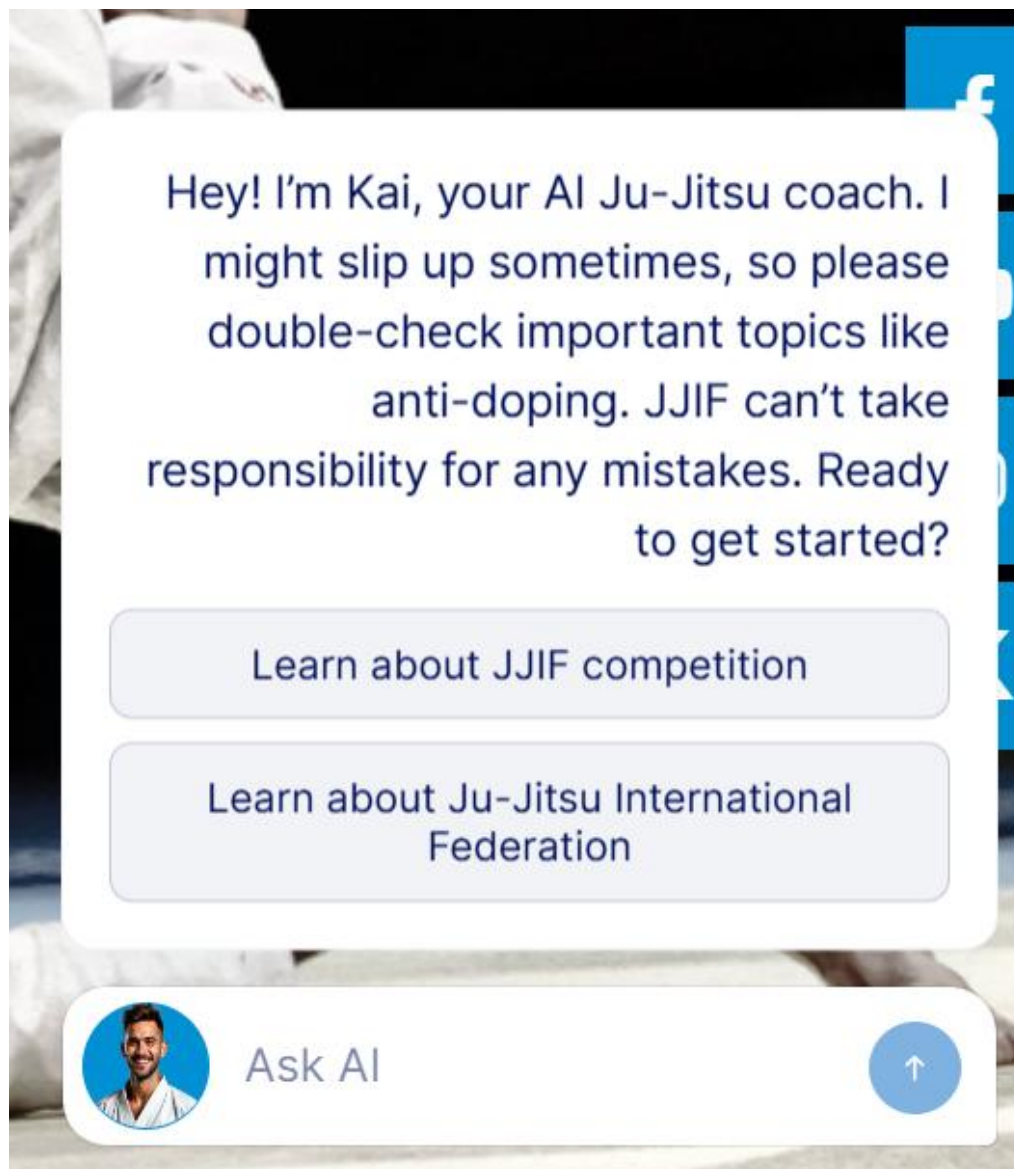 Hey! I’m Kai, your AI Ju-Jitsu coach. I
might slip up sometimes, so please
double-check important topics like
anti-doping. JJIF can’t take
responsibility for any mistakes. Ready
to get started?
Learn about JJIF competition
Learn about Ju-Jitsu International
Federation
Ask AI